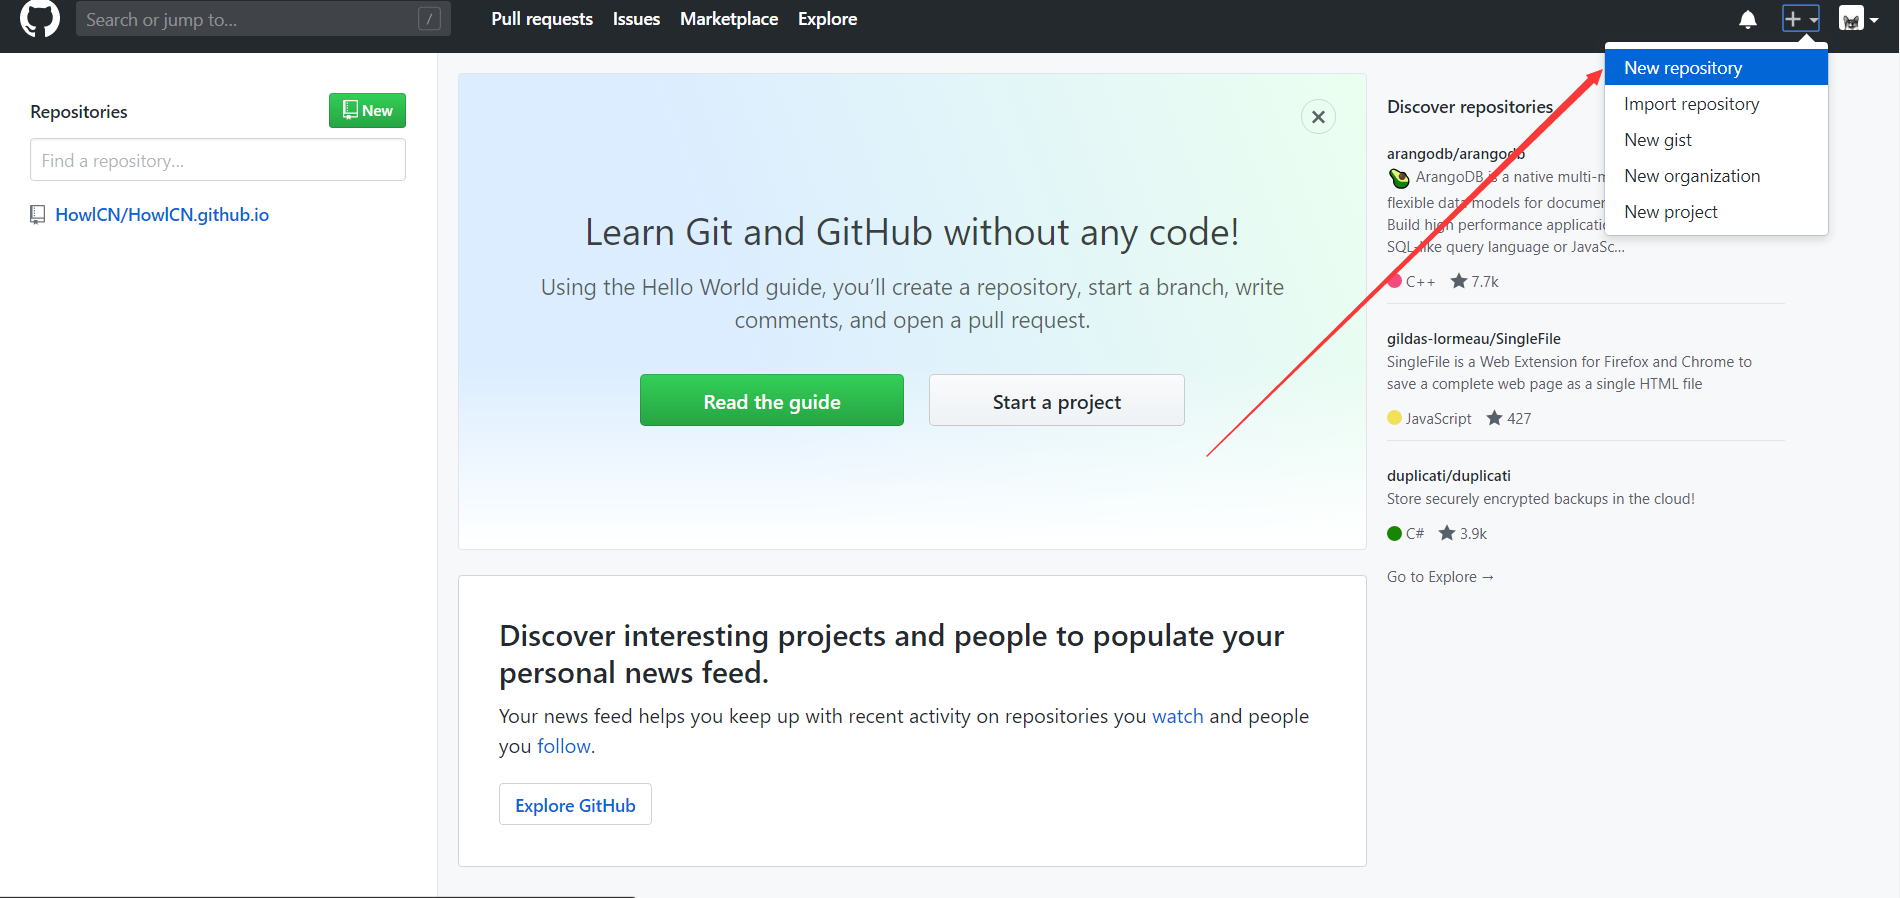 Search or jump to...
/
Pull requests
Issues
Marketplace
Explore
New repository
Import repository
New gist
New organization
New project
Repositories
New
Find a repository...
HowlCN/HowlCN.github.io
Learn Git and GitHub without any code!
Using the Hello World guide, you’ll create a repository, start a branch, write
comments, and open a pull request.
Read the guide
Start a project
Discover interesting projects and people to populate your
personal news feed.
Your news feed helps you keep up with recent activity on repositories you watch and people
you follow.
Explore GitHub
Discover repositories
arangodb/arangodb
ArangoDB is a native
flexible data models for
Build high performance
SQL-like query language or JavaSc...
C++ 7.7k
gildas-lormeau/SingleFile
SingleFile is a Web Extension for Firefox and Chrome to
save a complete web page as a single HTML file
JavaScript 427
duplicati/duplicati
Store securely encrypted backups in the cloud!
C# 3.9k
Go to Explore →